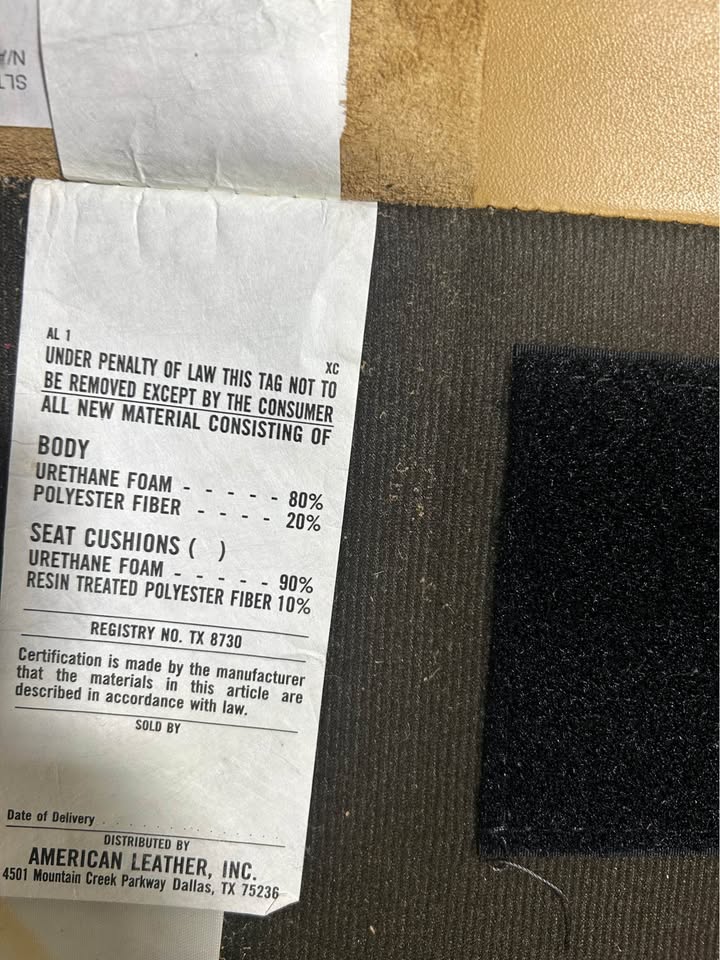 SLT
N/A
AL 1
XC
UNDER PENALTY OF LAW THIS TAG NOT TO
BE REMOVED EXCEPT BY THE CONSUMER
ALL NEW MATERIAL CONSISTING OF
BODY
URETHANE FOAM - - - - - 80%
POLYESTER FIBER - - - - 20%
SEAT CUSHIONS ( )
URETHANE FOAM - - - - - 90%
RESIN TREATED POLYESTER FIBER 10%
REGISTRY NO. TX 8730
Certification is made by the manufacturer
that the materials in this article are
described in accordance with law.
SOLD BY
Date of Delivery
DISTRIBUTED BY
AMERICAN LEATHER, INC.
4501 Mountain Creek Parkway Dallas, TX 75236